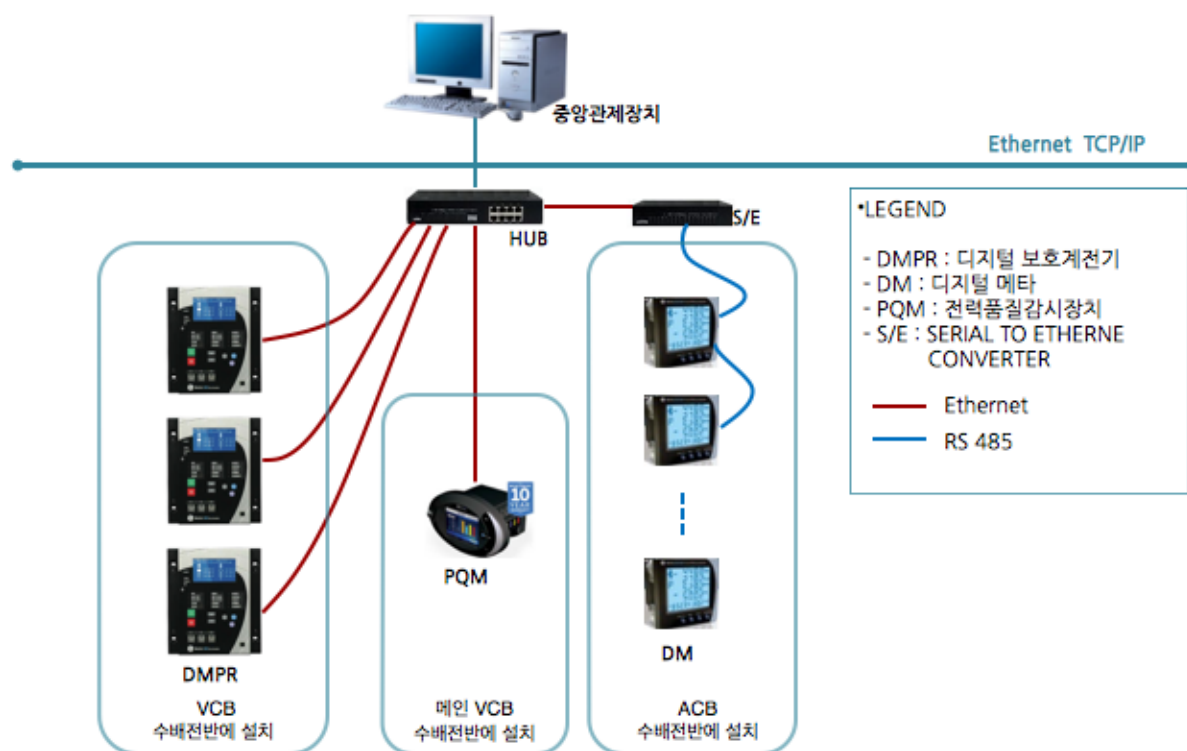 중앙관제장치
Ethernet TCP/IP
HUB
S/E
•LEGEND
- DMPR : 디지털 보호계전기
- DM : 디지털 메타
- PQM : 전력품질감시장치
- S/E : SERIAL TO ETHERNE
CONVERTER
Ethernet
RS 485
10
YEAR
PQM
DMPR
DM
VCB
수배전반에 설치
메인 VCB
수배전반에 설치
ACB
수배전반에 설치